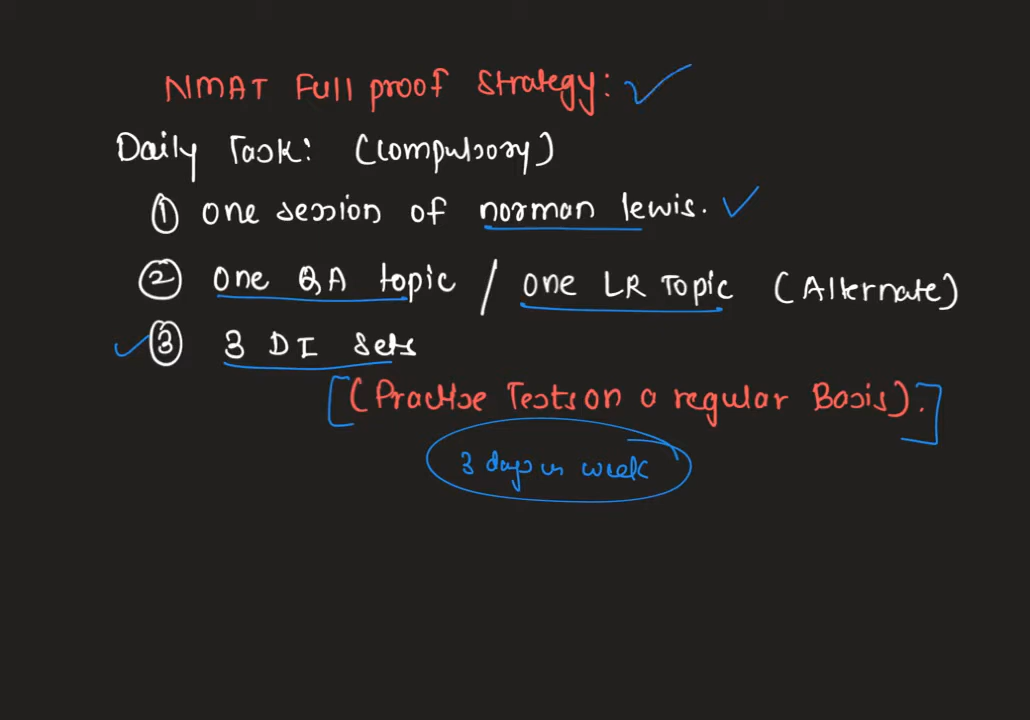 NMAT Full proof Strategy:
Daily Task: (Compulsory)
① one session of norman lewis.
② one QA topic / one LR Topic (Alternate)
③ 3 DI Sets
[(Practise Tests on a regular Basis).]
3 days in week